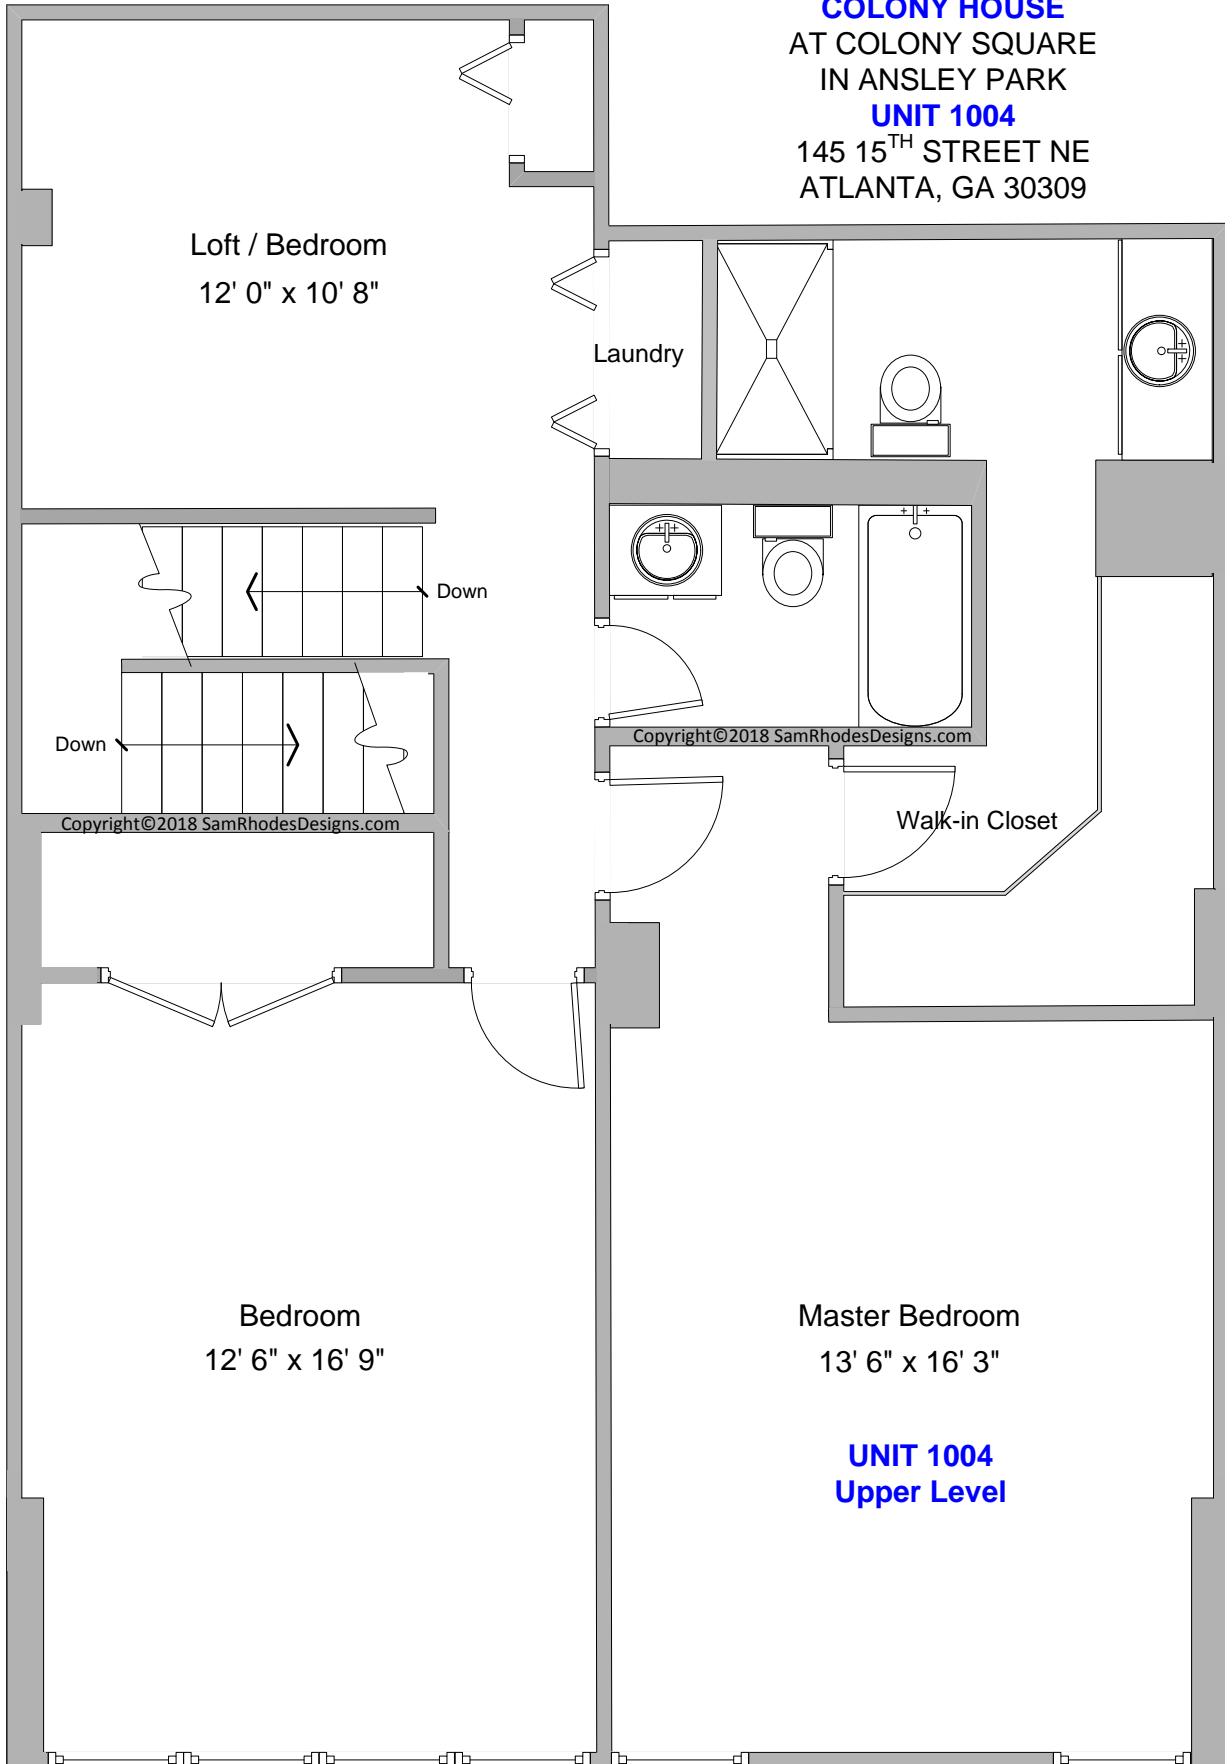 COLONY HOUSE
AT COLONY SQUARE
IN ANSLEY PARK
UNIT 1004
145 15TH STREET NE
ATLANTA, GA 30309
Loft / Bedroom
12' 0" x 10' 8"
Laundry
Down
Down
Copyright©2018 SamRhodesDesigns.com
Copyright©2018 SamRhodesDesigns.com
Walk-in Closet
Bedroom
12' 6" x 16' 9"
Master Bedroom
13' 6" x 16' 3"
UNIT 1004
Upper Level